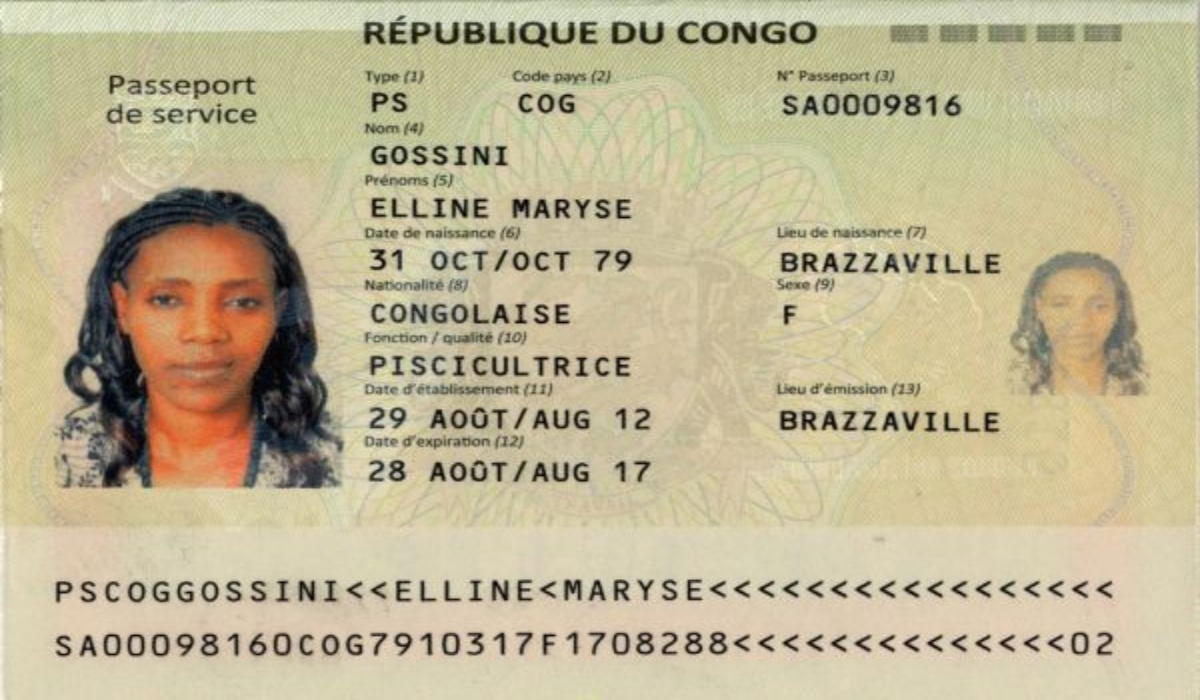 RÉPUBLIQUE DU CONGO
Passeport
de service
Type (1) Code pays (2) N° Passeport (3)
PS COG SA0009816
Nom (4)
GOSSINI
Prénoms (5)
ELLINE MARYSE
Date de naissance (6) Lieu de naissance (7)
31 OCT/OCT 79 BRAZZAVILLE
Nationalité (8) Sexe (9)
CONGOLAISE F
Fonction / qualité (10)
PISCICULTRICE
Date d'établissement (11) Lieu d'émission (13)
29 AOÛT/AUG 12 BRAZZAVILLE
Date d'expiration (12)
28 AOÛT/AUG 17
PSCOGGOSSINI<<ELLINE<MARYSE<<<<<<<<<<<<<<<<<
SA00098160COG7910317F1708288<<<<<<<<<<<<<<02